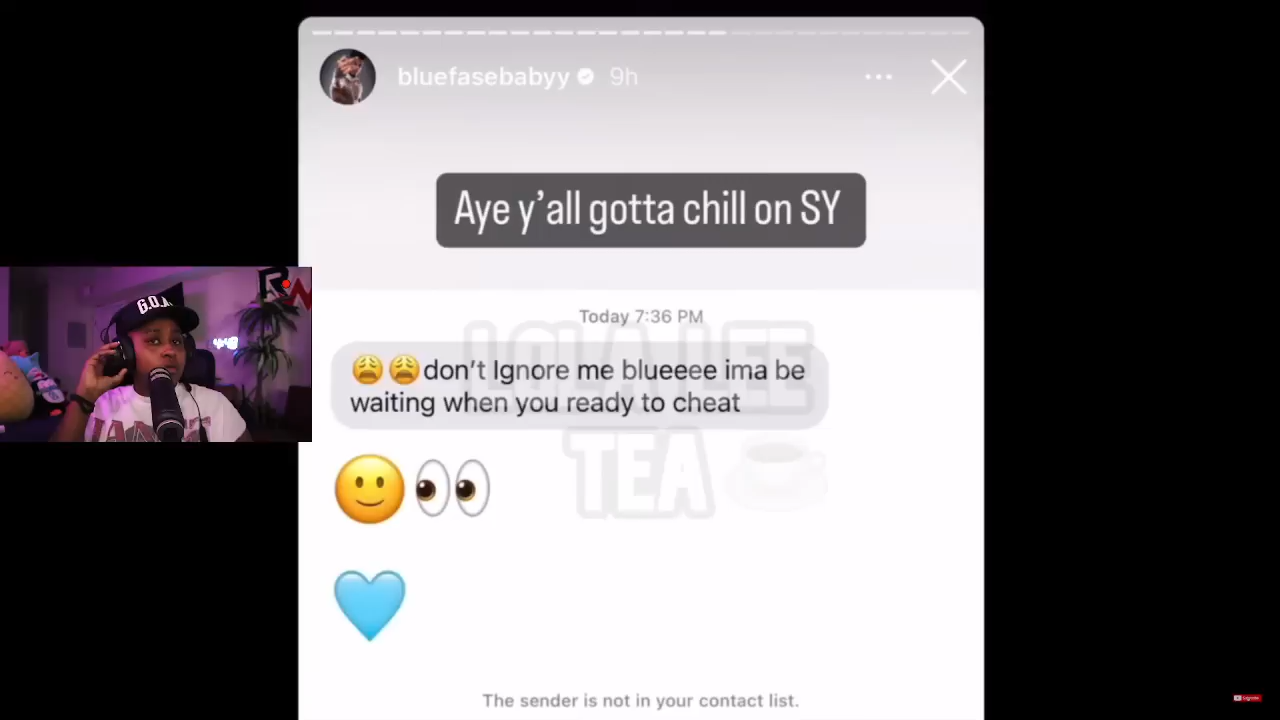 bluefasebabyy 9h
Aye y'all gotta chill on SY
Today 7:36 PM
😩😩don't Ignore me blueeee ima be
waiting when you ready to cheat
🙂👀
🩵
LOLA LEE
TEA
The sender is not in your contact list.
G.O.A
RW